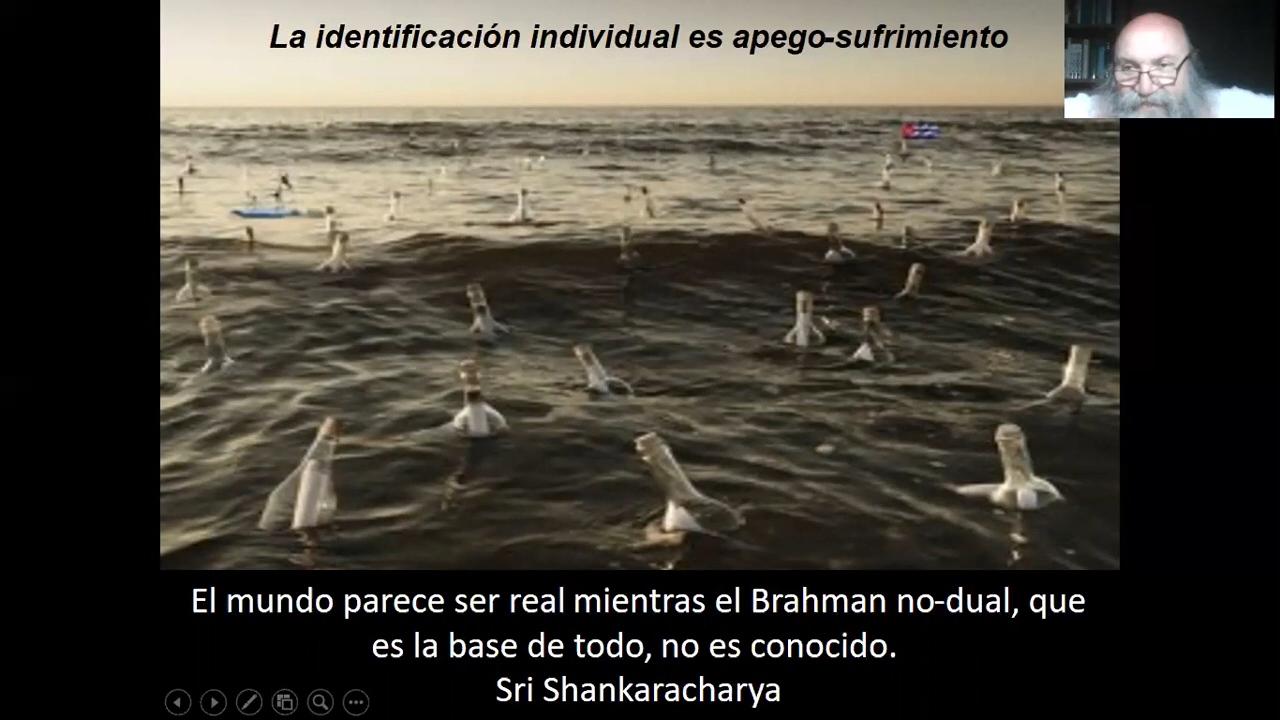 La identificación individual es apego-sufrimiento
El mundo parece ser real mientras el Brahman no-dual, que
es la base de todo, no es conocido.
Sri Shankaracharya